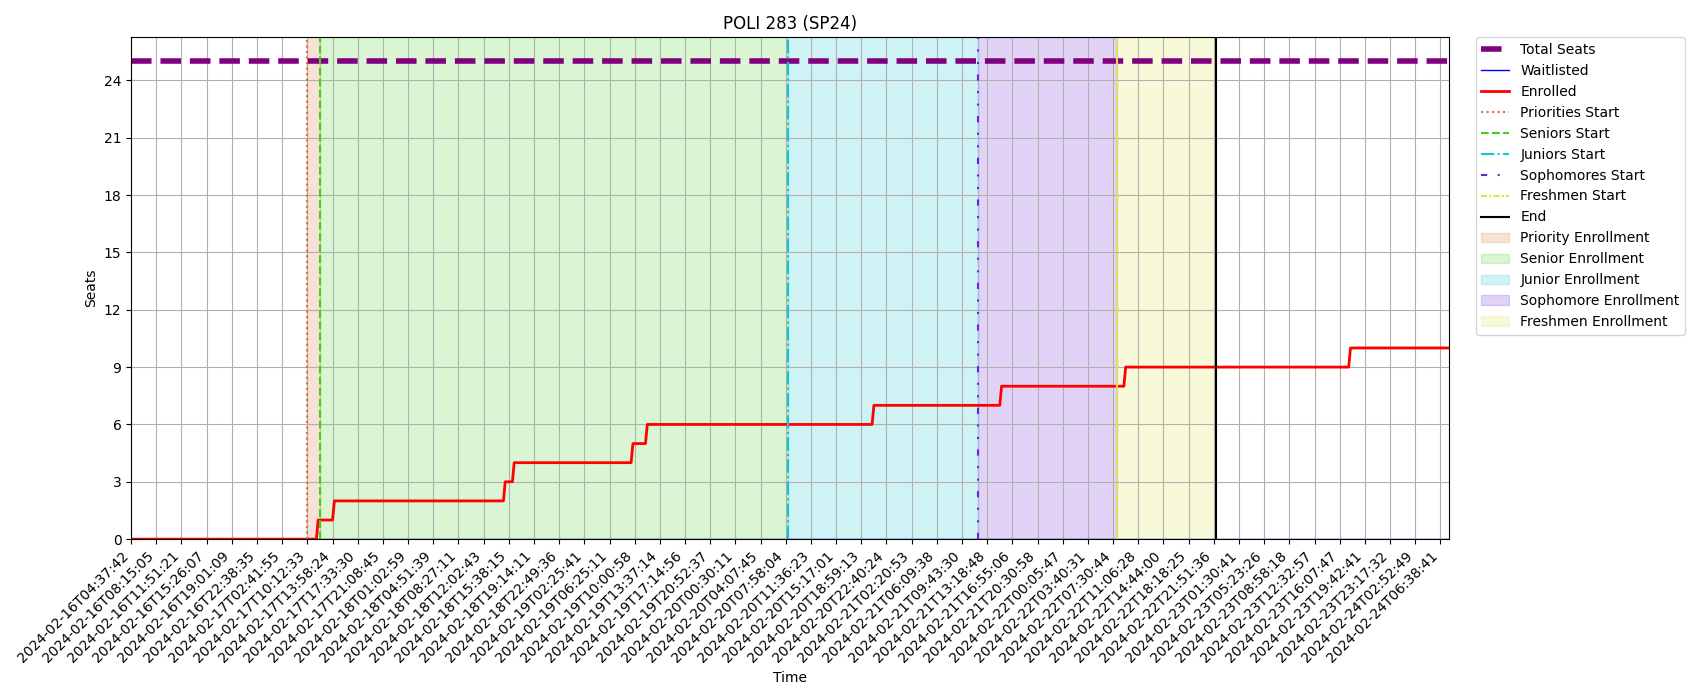 POLI 283 (SP24)
Seats
24
21
18
15
12
9
6
3
0
2024-02-16T04:37:42
2024-02-16T08:15:05
2024-02-16T11:51:21
2024-02-16T15:26:07
2024-02-16T19:01:09
2024-02-16T22:38:35
2024-02-17T02:41:55
2024-02-17T10:12:33
2024-02-17T13:58:24
2024-02-17T17:33:30
2024-02-17T21:08:45
2024-02-18T01:02:59
2024-02-18T04:51:39
2024-02-18T08:27:11
2024-02-18T12:02:43
2024-02-18T15:38:15
2024-02-18T19:14:11
2024-02-18T22:49:36
2024-02-19T02:25:41
2024-02-19T06:25:11
2024-02-19T10:00:58
2024-02-19T13:37:14
2024-02-19T17:14:56
2024-02-19T20:52:37
2024-02-20T00:30:11
2024-02-20T04:07:45
2024-02-20T07:58:04
2024-02-20T11:36:23
2024-02-20T15:17:01
2024-02-20T18:59:13
2024-02-20T22:40:24
2024-02-21T02:20:53
2024-02-21T06:09:38
2024-02-21T09:43:30
2024-02-21T13:18:48
2024-02-21T16:55:06
2024-02-21T20:30:58
2024-02-22T00:05:47
2024-02-22T03:40:31
2024-02-22T07:30:44
2024-02-22T11:06:28
2024-02-22T14:44:00
2024-02-22T18:18:25
2024-02-22T21:51:36
2024-02-23T01:30:41
2024-02-23T05:23:26
2024-02-23T08:58:18
2024-02-23T12:32:57
2024-02-23T16:07:47
2024-02-23T19:42:41
2024-02-23T23:17:32
2024-02-24T02:52:49
2024-02-24T06:38:41
Time
Total Seats
Waitlisted
Enrolled
Priorities Start
Seniors Start
Juniors Start
Sophomores Start
Freshmen Start
End
Priority Enrollment
Senior Enrollment
Junior Enrollment
Sophomore Enrollment
Freshmen Enrollment